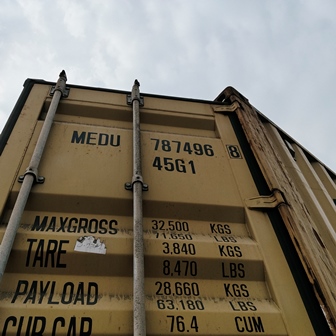 MEDU 787496 8
45G1
MAXGROSS 32.500 KGS
71.650 LBS
TARE 3.840 KGS
8,470 LBS
PAYLOAD 28,660 KGS
63.180 LBS
CUB CAP 76.4 CUM